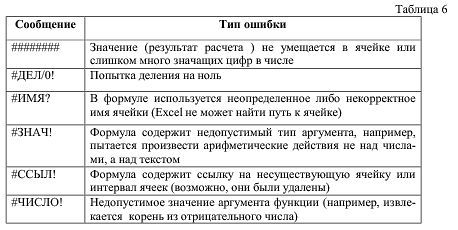 Таблица 6
Сообщение Тип ошибки
######## Значение (результат расчета ) не умещается в ячейке или
слишком много значащих цифр в числе
#ДЕЛ/0! Попытка деления на ноль
#ИМЯ? В формуле используется неопределенное либо некорректное
имя ячейки (Excel не может найти путь к ячейке)
#ЗНАЧ! Формула содержит недопустимый тип аргумента, например,
пытается произвести арифметические действия не над числа-
ми, а над текстом
#ССЫЛ! Формула содержит ссылку на несуществующую ячейку или
интервал ячеек (возможно, они были удалены)
#ЧИСЛО! Недопустимое значение аргумента функции (например, извле-
кается корень из отрицательного числа)